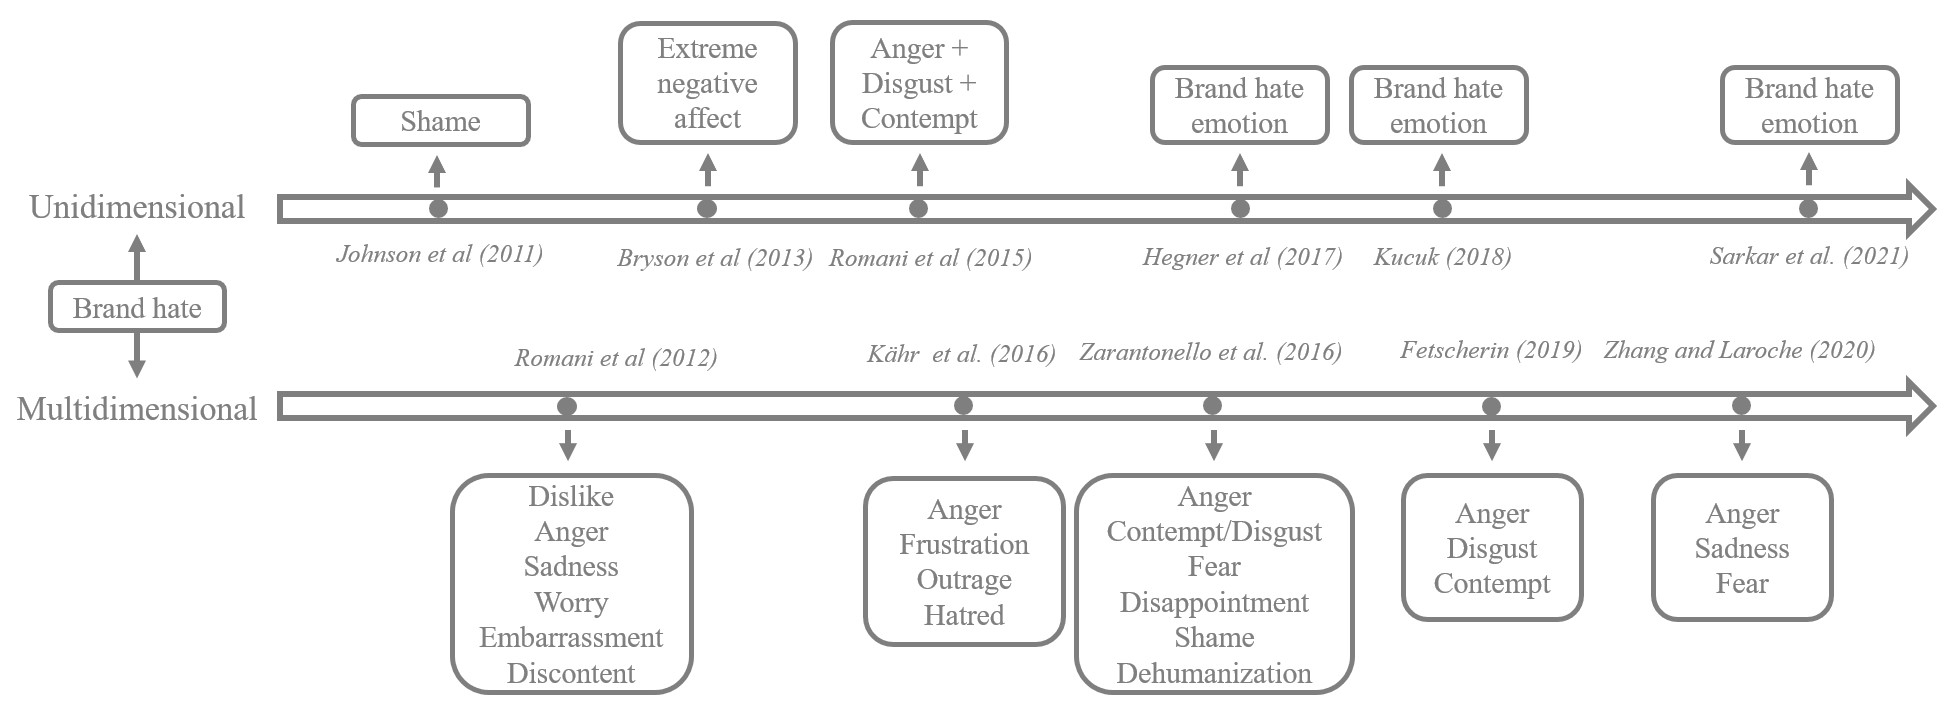 Shame
Extreme
negative
affect
Anger +
Disgust +
Contempt
Brand hate
emotion
Brand hate
emotion
Brand hate
emotion
Unidimensional
Johnson et al (2011)
Bryson et al (2013)
Romani et al (2015)
Hegner et al (2017)
Kucuk (2018)
Sarkar et al. (2021)
Brand hate
Romani et al (2012)
Kähr et al. (2016)
Zarantonello et al. (2016)
Fetscherin (2019)
Zhang and Laroche (2020)
Multidimensional
Dislike
Anger
Sadness
Worry
Embarrassment
Discontent
Anger
Frustration
Outrage
Hatred
Anger
Contempt/Disgust
Fear
Disappointment
Shame
Dehumanization
Anger
Disgust
Contempt
Anger
Sadness
Fear